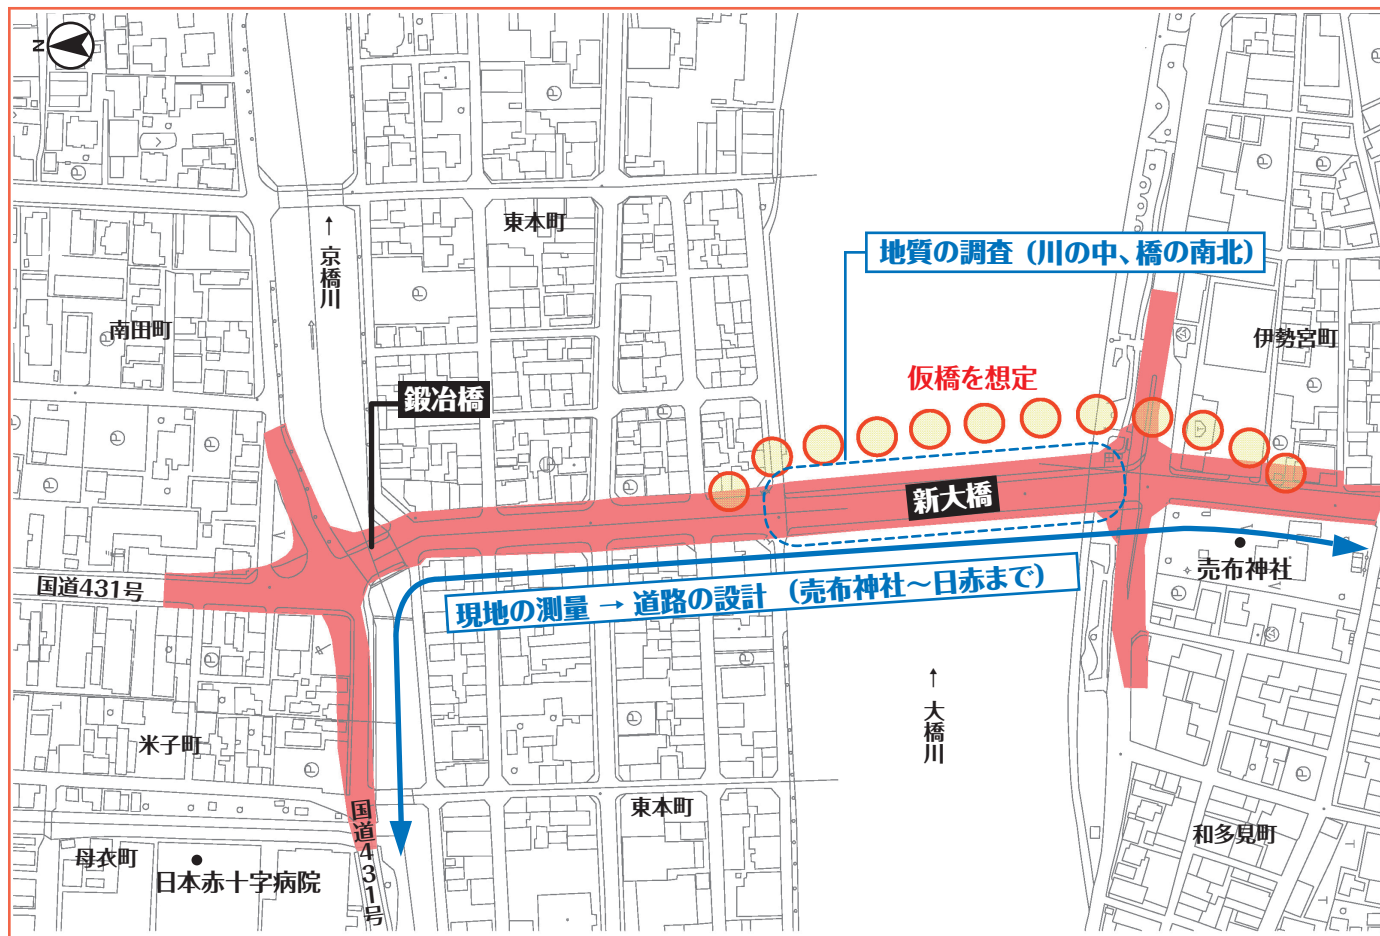 N
東本町
↑ 京橋川
地質の調査（川の中、橋の南北）
南田町
伊勢宮町
仮橋を想定
鍛冶橋
新大橋
売布神社
国道431号
現地の測量 → 道路の設計 （売布神社～日赤まで）
↑ 大橋川
米子町
東本町
国道431号
和多見町
母衣町
日本赤十字病院